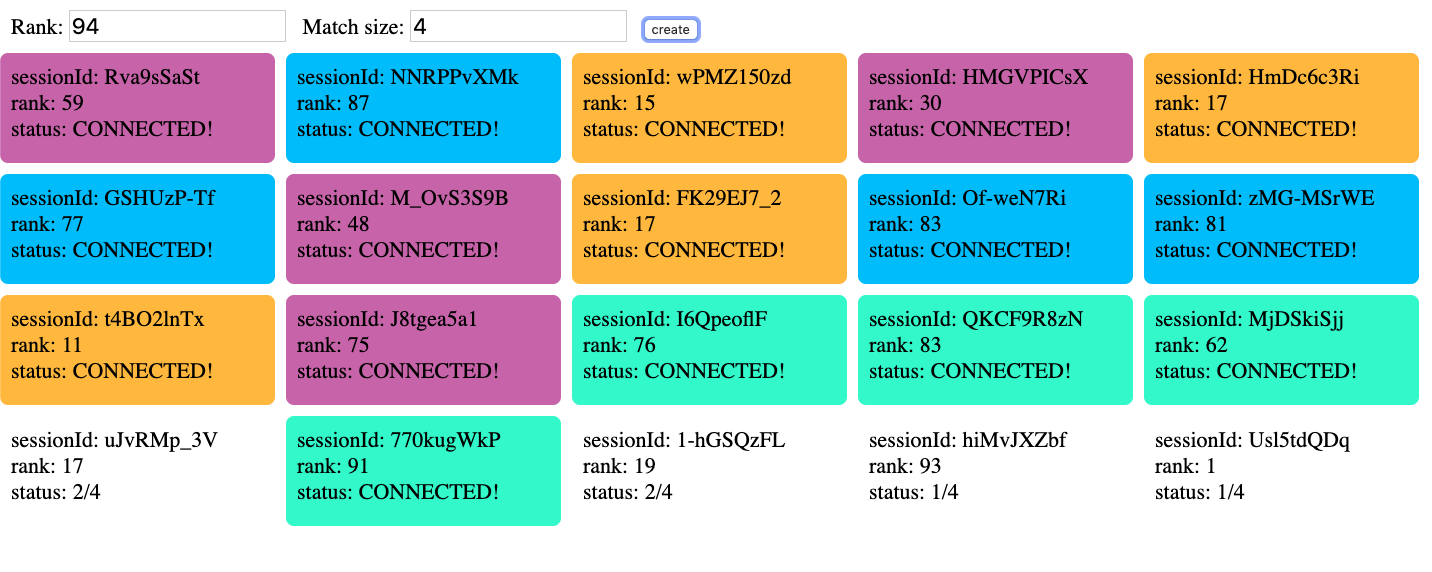 Rank: 94 Match size: 4 create
sessionId: Rva9sSaSt
rank: 59
status: CONNECTED!
sessionId: NNRPPvXMk
rank: 87
status: CONNECTED!
sessionId: wPMZ150zd
rank: 15
status: CONNECTED!
sessionId: HMGVPICsX
rank: 30
status: CONNECTED!
sessionId: HmDc6c3Ri
rank: 17
status: CONNECTED!
sessionId: GSHUzP-Tf
rank: 77
status: CONNECTED!
sessionId: M_OvS3S9B
rank: 48
status: CONNECTED!
sessionId: FK29EJ7_2
rank: 17
status: CONNECTED!
sessionId: Of-weN7Ri
rank: 83
status: CONNECTED!
sessionId: zMG-MSrWE
rank: 81
status: CONNECTED!
sessionId: t4BO2lnTx
rank: 11
status: CONNECTED!
sessionId: J8tgea5a1
rank: 75
status: CONNECTED!
sessionId: I6QpeoflF
rank: 76
status: CONNECTED!
sessionId: QKCF9R8zN
rank: 83
status: CONNECTED!
sessionId: MjDSkiSjj
rank: 62
status: CONNECTED!
sessionId: uJvRMp_3V
rank: 17
status: 2/4
sessionId: 770kugWkP
rank: 91
status: CONNECTED!
sessionId: 1-hGSQzFL
rank: 19
status: 2/4
sessionId: hiMvJXZbf
rank: 93
status: 1/4
sessionId: Usl5tdQDq
rank: 1
status: 1/4